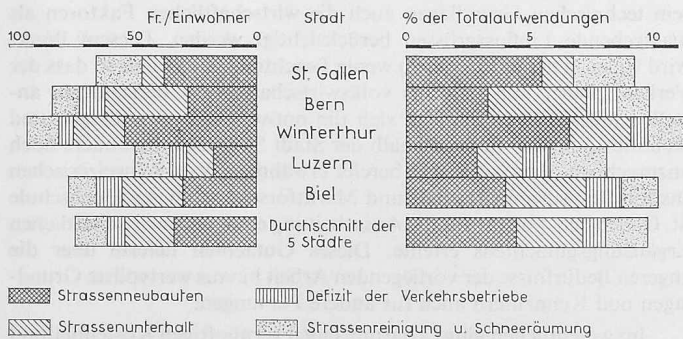 Fr./Einwohner Stadt % der Totalaufwendungen
100 50 0 0 5 10
St. Gallen
Bern
Winterthur
Luzern
Biel
Durchschnitt der
5 Städte
Strassenneubauten Defizit der Verkehrsbetriebe
Strassenunterhalt Strassenreinigung u. Schneeräumung